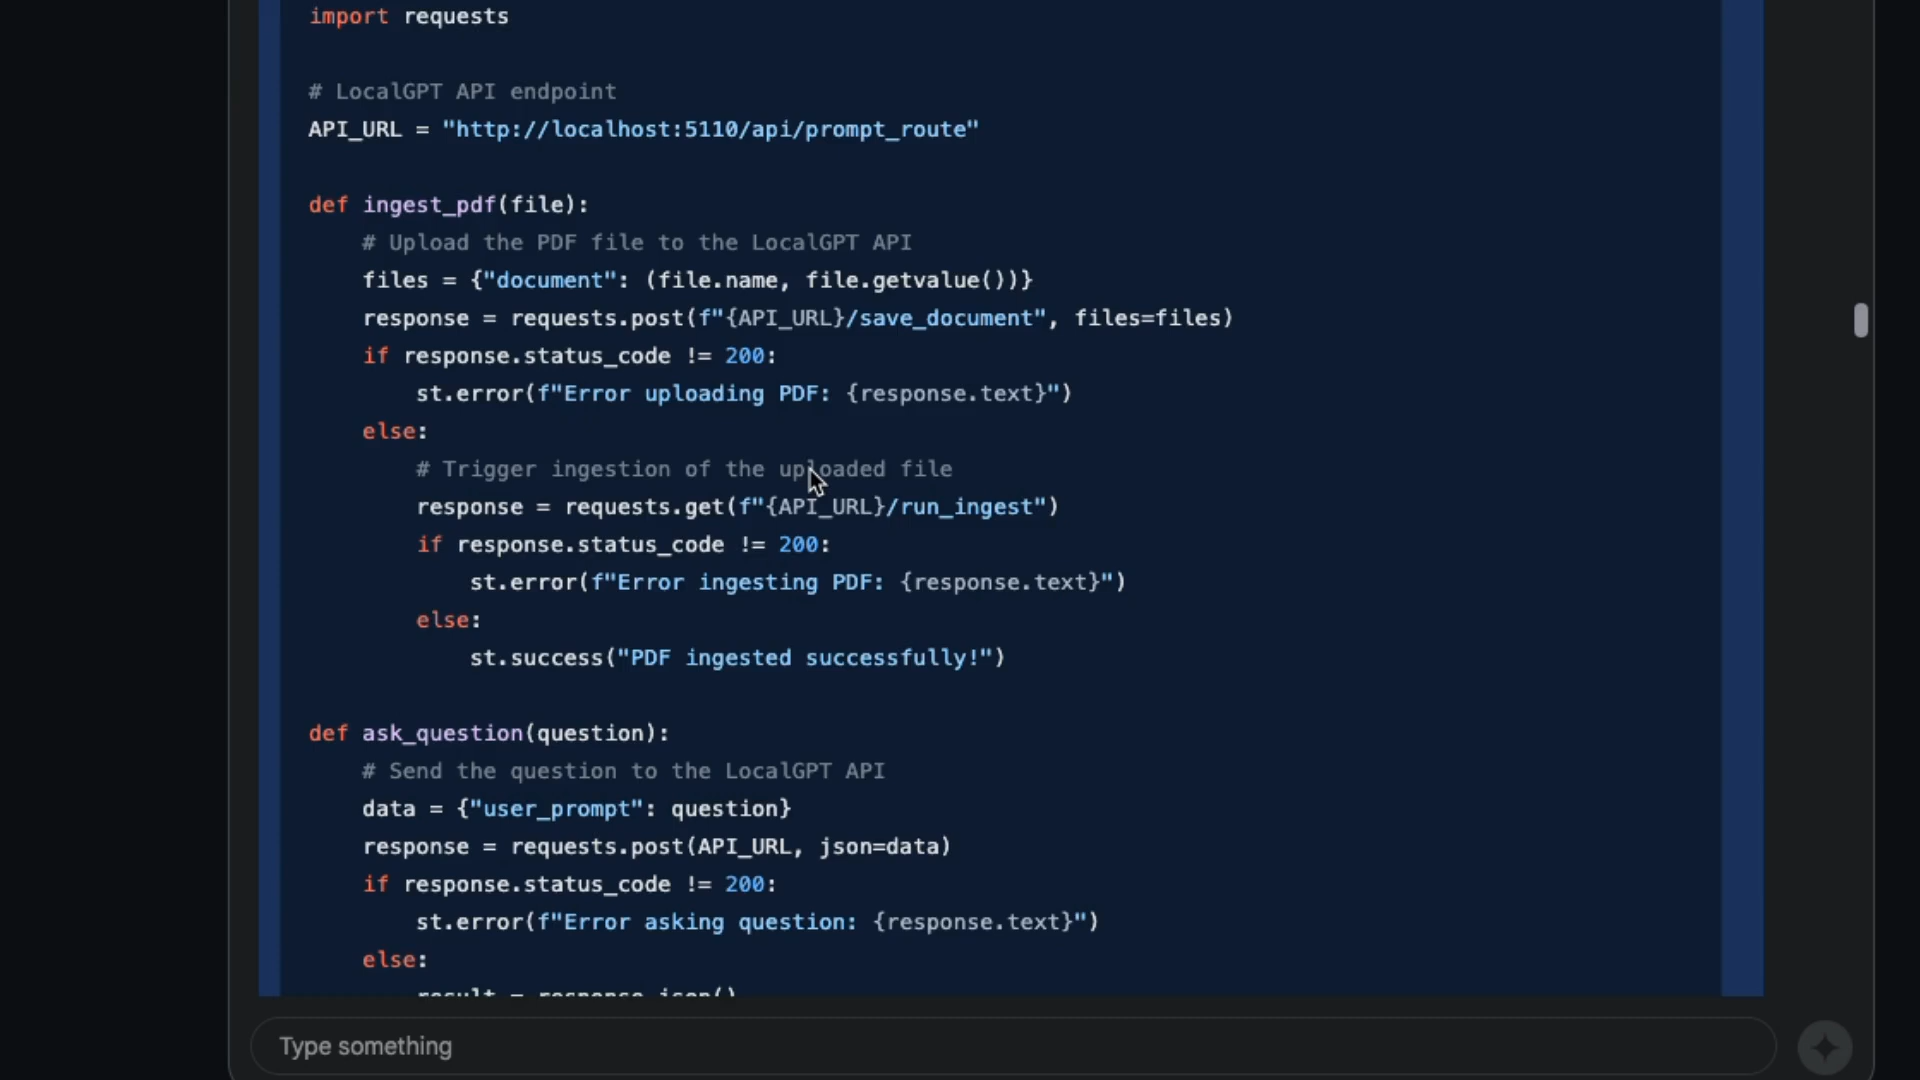 import requests
# LocalGPT API endpoint
API_URL = "http://localhost:5110/api/prompt_route"
def ingest_pdf(file):
    # Upload the PDF file to the LocalGPT API
    files = {"document": (file.name, file.getvalue())}
    response = requests.post(f"{API_URL}/save_document", files=files)
    if response.status_code != 200:
        st.error(f"Error uploading PDF: {response.text}")
    else:
        # Trigger ingestion of the uploaded file
        response = requests.get(f"{API_URL}/run_ingest")
        if response.status_code != 200:
            st.error(f"Error ingesting PDF: {response.text}")
        else:
            st.success("PDF ingested successfully!")
def ask_question(question):
    # Send the question to the LocalGPT API
    data = {"user_prompt": question}
    response = requests.post(API_URL, json=data)
    if response.status_code != 200:
        st.error(f"Error asking question: {response.text}")
    else:
        result = response.json()
Type something